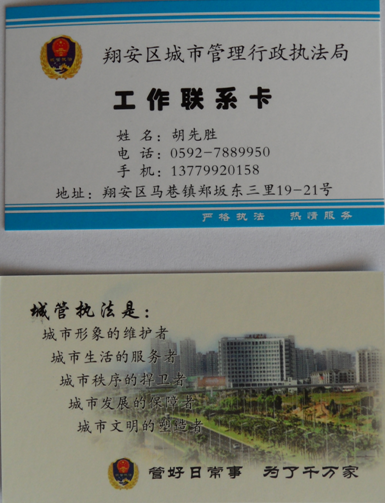 翔安区城市管理行政执法局
工作联系卡
姓 名：胡先胜
电 话：0592-7889950
手 机：13779920158
地址：翔安区马巷镇郑坂东三里19-21号
严格执法 热情服务
城管执法是：
城市形象的维护者
城市生活的服务者
城市秩序的捍卫者
城市发展的保障者
城市文明的塑造者
管好日常事 为了千万家